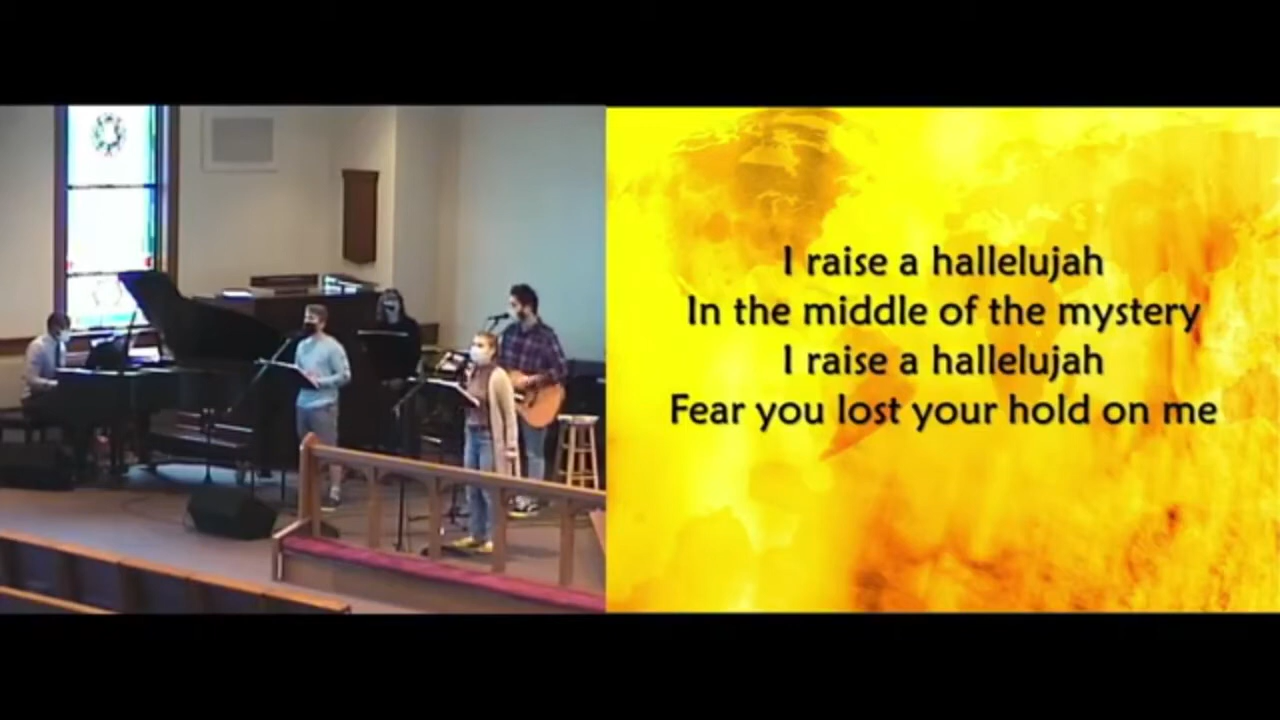 I raise a hallelujah
In the middle of the mystery
I raise a hallelujah
Fear you lost your hold on me